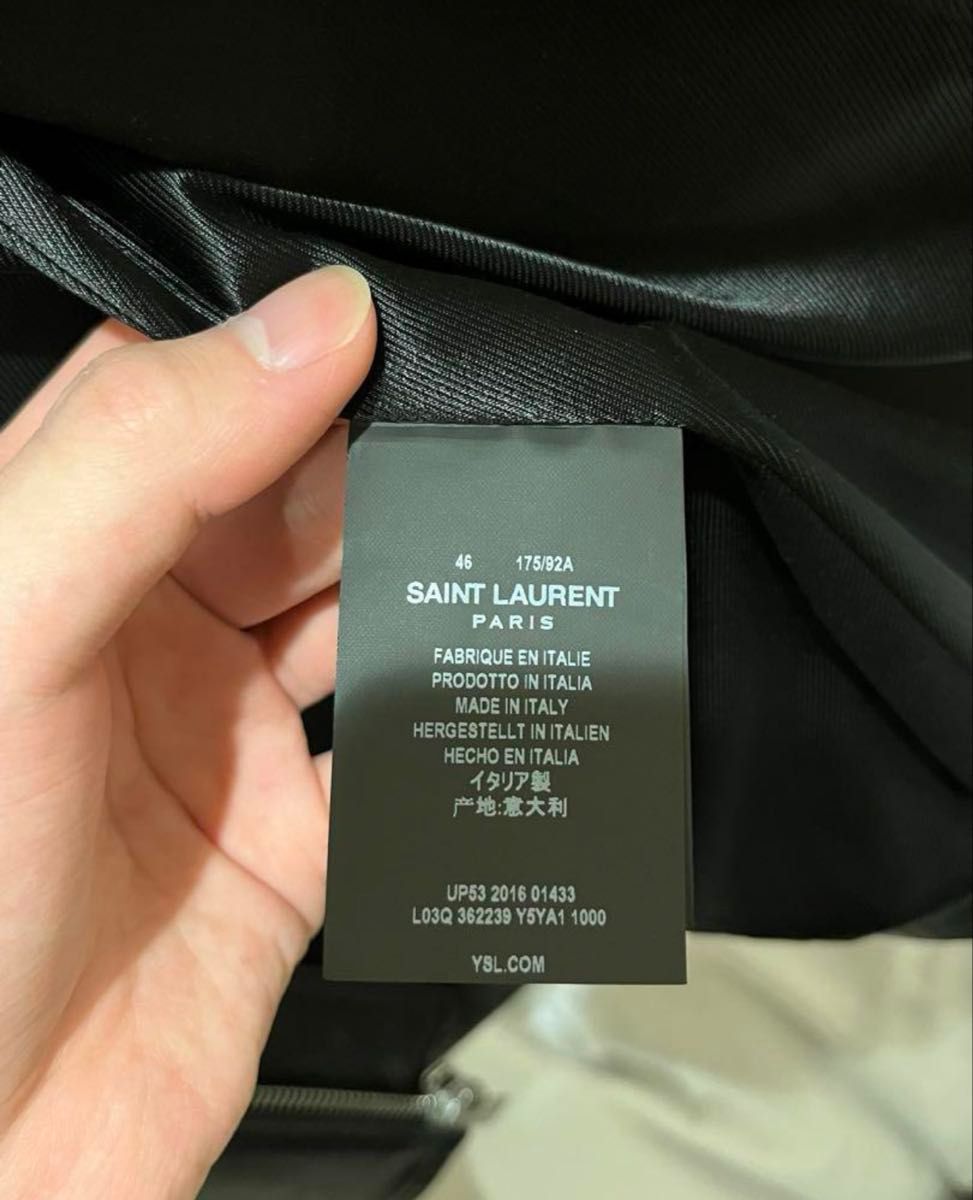 46 175/92A
SAINT LAURENT
PARIS
FABRIQUE EN ITALIE
PRODOTTO IN ITALIA
MADE IN ITALY
HERGESTELLT IN ITALIEN
HECHO EN ITALIA
イタリア製
产地:意大利
UP53 2016 01433
L03Q 362239 Y5YA1 1000
YSL.COM